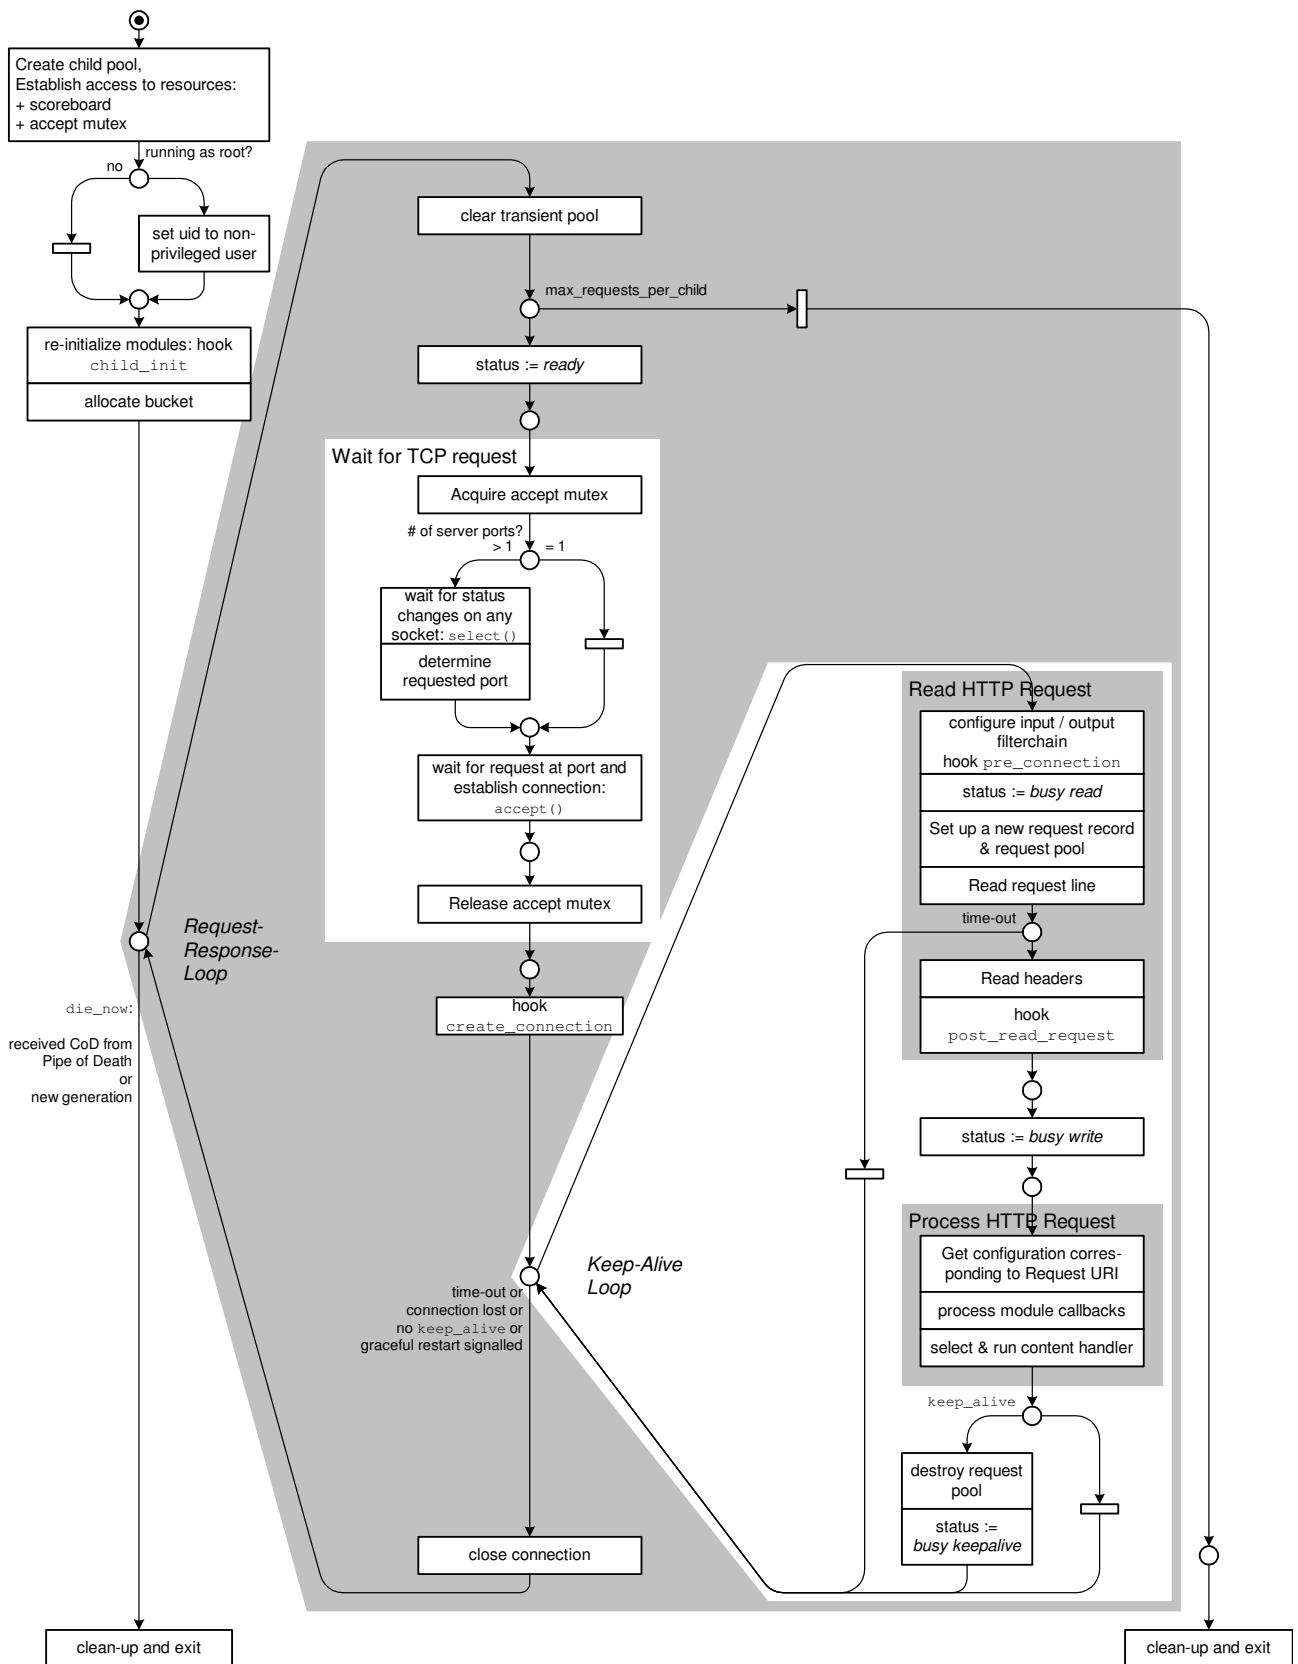 Create child pool,
Establish access to resources:
+ scoreboard
+ accept mutex
running as root?
no
set uid to non-
privileged user
re-initialize modules: hook
child_init
allocate bucket
Request-
Response-
Loop
die_now:
received CoD from
Pipe of Death
or
new generation
clean-up and exit
clear transient pool
max_requests_per_child
status := ready
Wait for TCP request
Acquire accept mutex
# of server ports?
> 1
= 1
wait for status
changes on any
socket: select()
determine
requested port
wait for request at port and
establish connection:
accept()
Release accept mutex
hook
create_connection
Keep-Alive
Loop
time-out or
connection lost or
no keep_alive or
graceful restart signalled
close connection
Read HTTP Request
configure input / output
filterchain
hook pre_connection
status := busy read
Set up a new request record
& request pool
Read request line
time-out
Read headers
hook
post_read_request
status := busy write
Process HTTP Request
Get configuration corres-
ponding to Request URI
process module callbacks
select & run content handler
keep_alive
destroy request
pool
status :=
busy keepalive
clean-up and exit